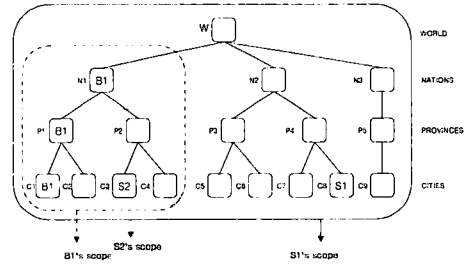 W WORLD
N1 B1 N2 N3 NATIONS
P1 B1 P2 P3 P4 P5 PROVINCES
C1 B1 C2 C3 S2 C4 C5 C6 C7 C8 S1 C9 CITIES
B1's scope S2's scope S1's scope